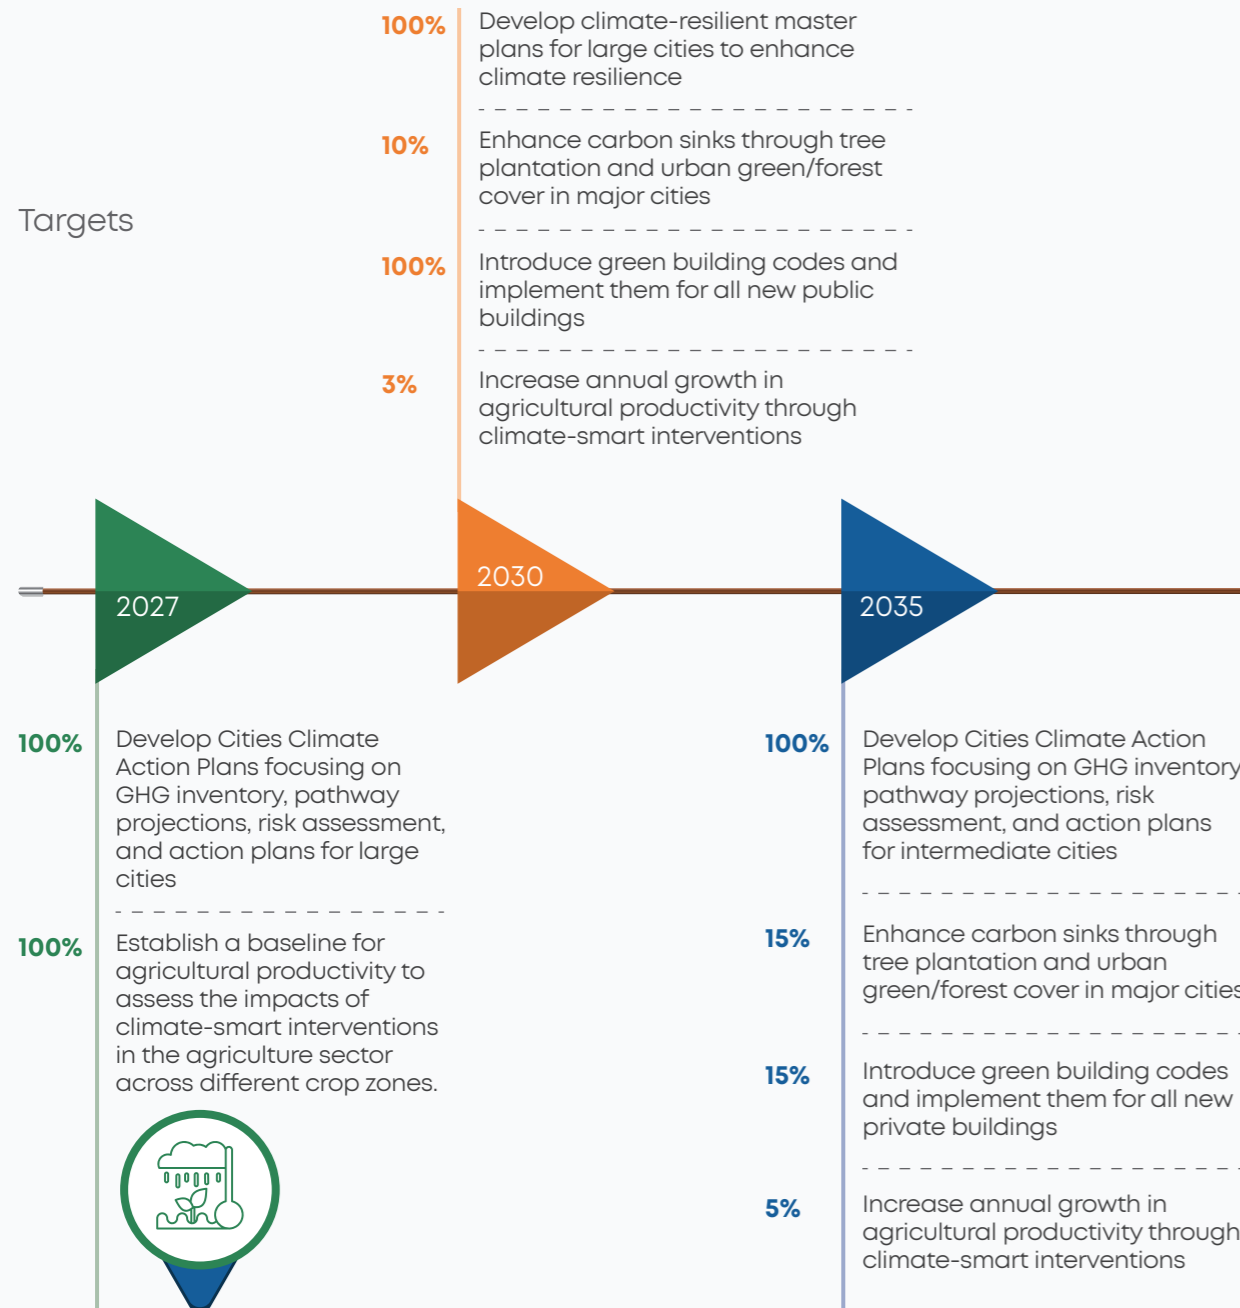 100%
Develop climate-resilient master
plans for large cities to enhance
climate resilience
10%
Enhance carbon sinks through tree
plantation and urban green/forest
cover in major cities
Targets
100%
Introduce green building codes and
implement them for all new public
buildings
3%
Increase annual growth in
agricultural productivity through
climate-smart interventions
2027
2030
2035
100%
Develop Cities Climate
Action Plans focusing on
GHG inventory, pathway
projections, risk assessment,
and action plans for large
cities
100%
Establish a baseline for
agricultural productivity to
assess the impacts of
climate-smart interventions
in the agriculture sector
across different crop zones.
100%
Develop Cities Climate Action
Plans focusing on GHG inventory
pathway projections, risk
assessment, and action plans
for intermediate cities
15%
Enhance carbon sinks through
tree plantation and urban
green/forest cover in major cities
15%
Introduce green building codes
and implement them for all new
private buildings
5%
Increase annual growth in
agricultural productivity through
climate-smart interventions